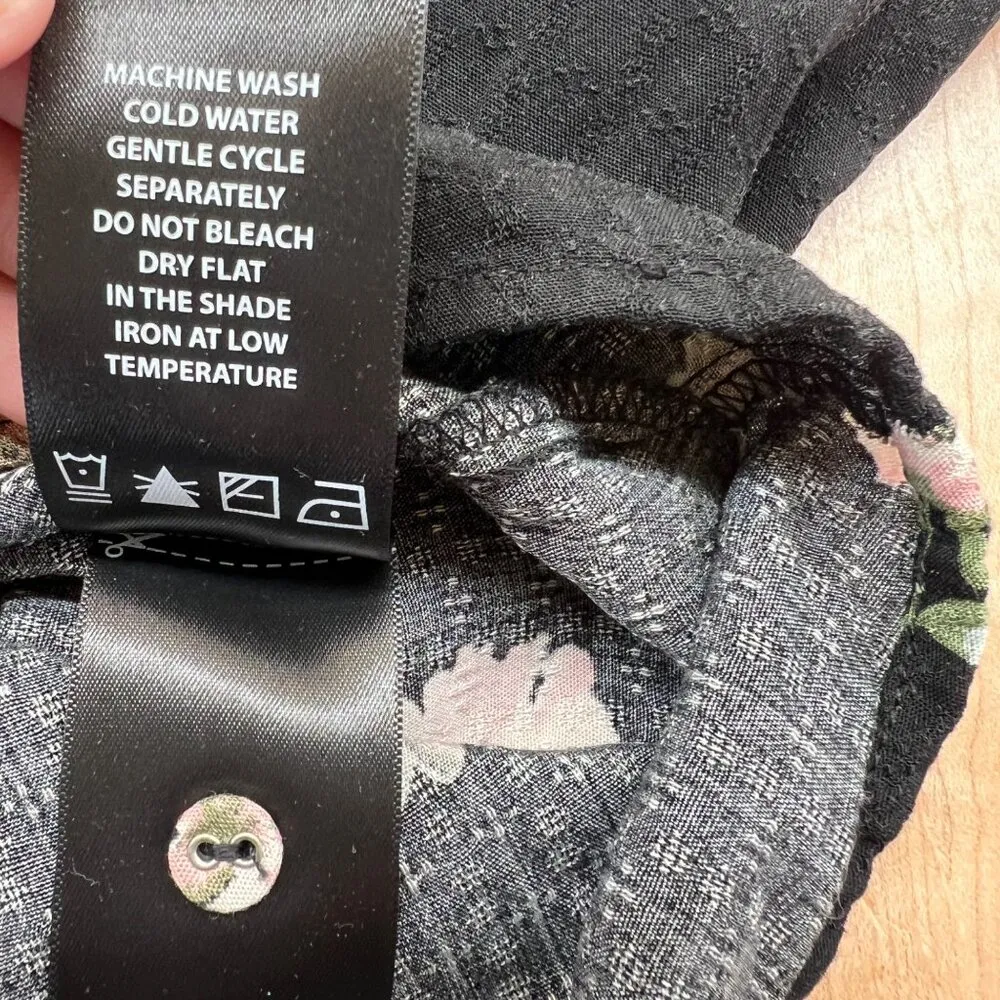 MACHINE WASH
COLD WATER
GENTLE CYCLE
SEPARATELY
DO NOT BLEACH
DRY FLAT
IN THE SHADE
IRON AT LOW
TEMPERATURE